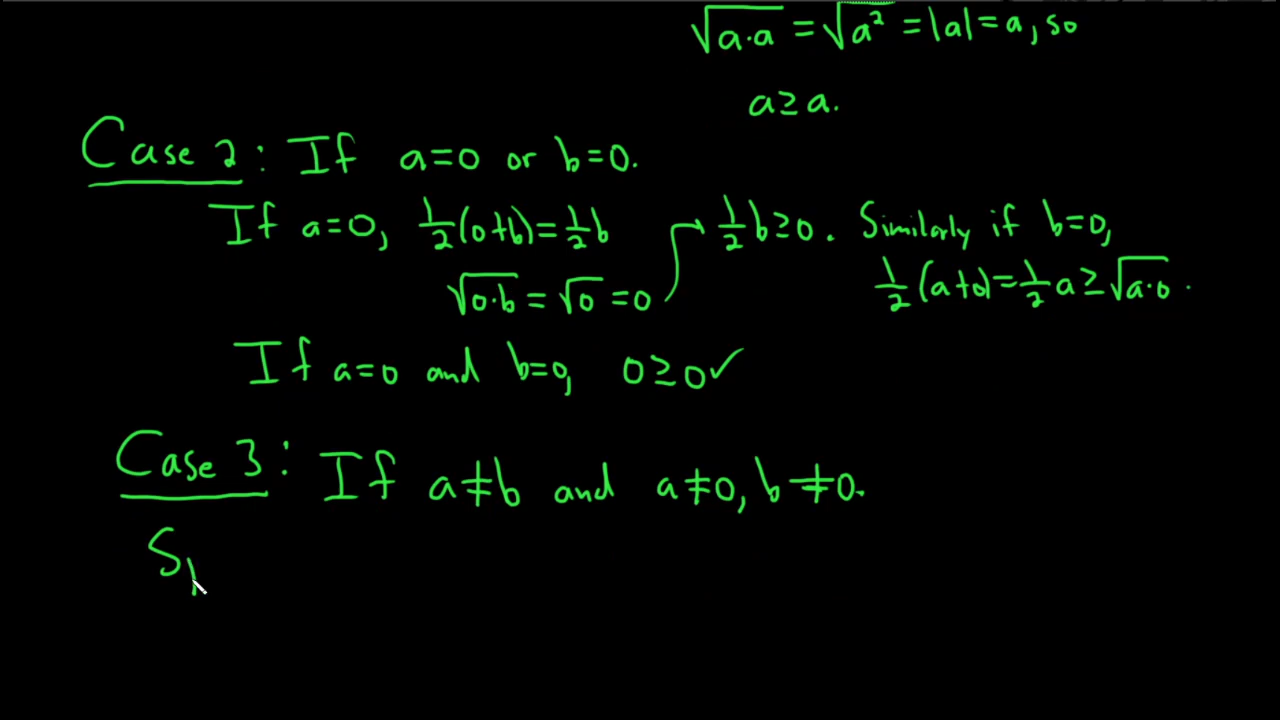 √a·a = √a² = |a| = a, so
a ≥ a.
Case 2: If a=0 or b=0.
If a=0, 1/2(0+b)=1/2b
√0·b = √0 = 0
1/2b≥0. Similarly if b=0,
1/2(a+0)=1/2a≥√a·0.
If a=0 and b=0, 0≥0✓
Case 3: If a≠b and a≠0, b≠0.
S